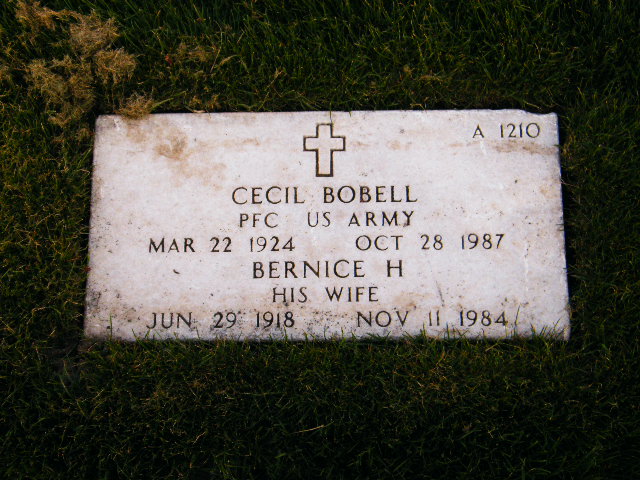 A 1210
CECIL BOBELL
PFC US ARMY
MAR 22 1924 OCT 28 1987
BERNICE H
HIS WIFE
JUN 29 1918 NOV 11 1984